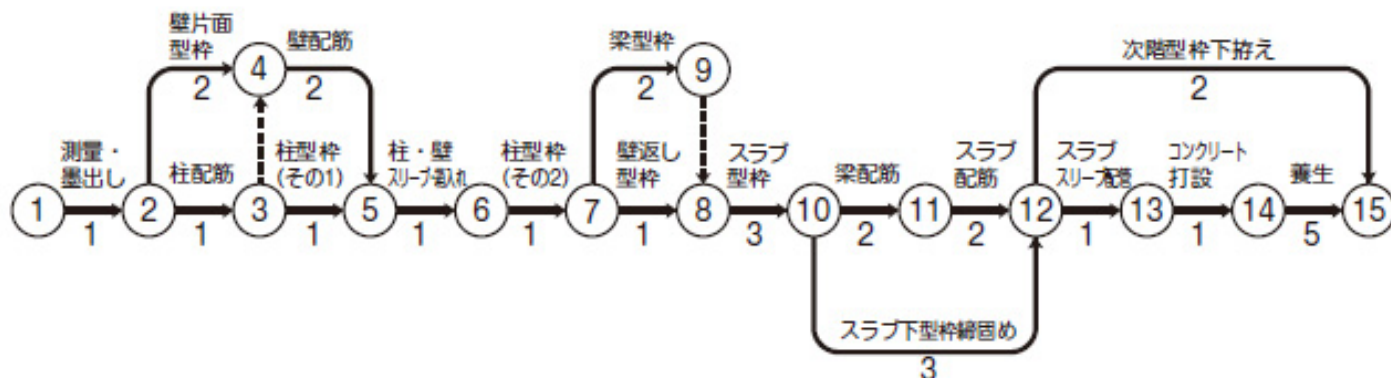 壁片面
型枠
壁配筋
梁型枠
次階型枠下拵え
2
④
2
2
⑨
2
測量・
墨出し
柱配筋
柱型枠
(その1)
柱・壁
スリーブ・箱入れ
柱型枠
(その2)
壁返し
型枠
スラブ
型枠
梁配筋
スラブ
配筋
スラブ
スリーブ・配管
コンクリート
打設
養生
① ② ③ ⑤ ⑥ ⑦ ⑧ ⑩ ⑪ ⑫ ⑬ ⑭ ⑮
1 1 1 1 1 1 3 2 2 1 1 5
スラブ下型枠締固め
3